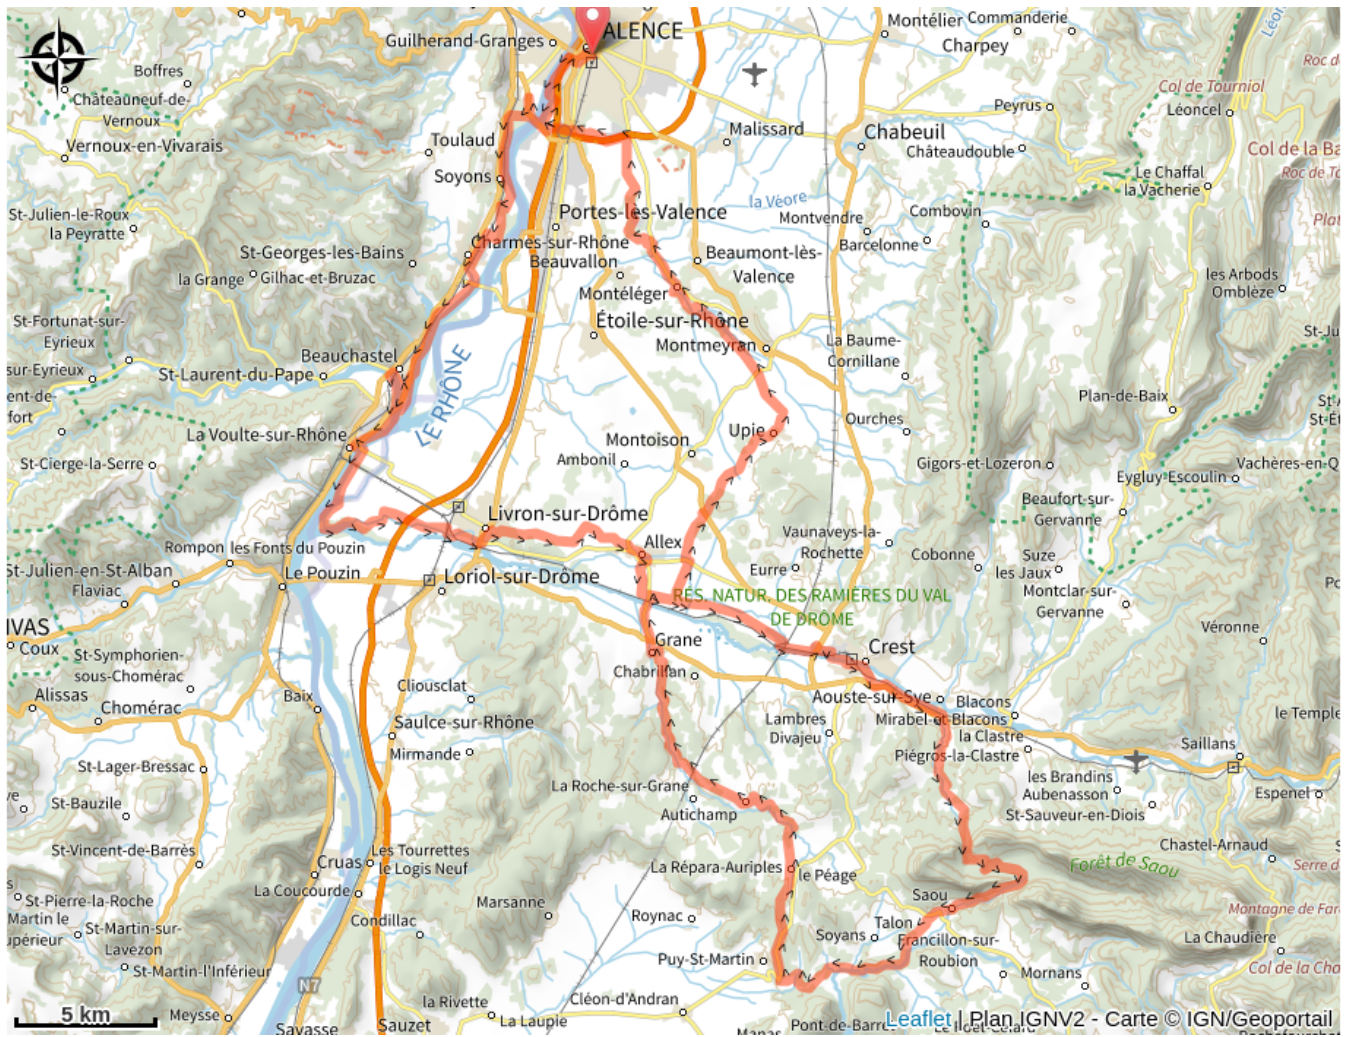 ALENCE
Montélier
Commanderie
Guilherand-Granges
Charpey
Boffres
Col de Tourniol
Châteauneuf-de-
Vernoux
Peyrus
Léoncel
Malissard
Chabeuil
Toulaud
Vernoux-en-Vivarais
Châteaudouble
Col de la Ba
Le Chaffal
la Vacherie
Soyons
la Véore
St-Julien-le-Roux
la Peyratte
Portes-lès-Valence
Montvendre
Combovin
Charmes-sur-Rhône
Barcelonne
St-Georges-les-Bains
Beauvallon
Beaumont-lès-
Valence
la Grange
Gilhac-et-Bruzac
les Arbods
Omblèze
Montéléger
St-Fortunat-sur-
Eyrieux
Étoile-sur-Rhône
Montmeyran
La Baume-
Cornillane
Beauchastel
sur-Eyrieux
St-Laurent-du-Pape
LE RHÔNE
Plan-de-Baix
ent-de-
fort
Ourches
La Voulte-sur-Rhône
Upie
Montoison
Ambonil
St-Cierge-la-Serre
Gigors-et-Lozeron
Vachères-en-Q
Eygluy-Escoulin
Beaufort-sur-
Gervanne
Livron-sur-Drôme
Vaunaveys-la-
Rochette
Allex
Rompon
les Fonts du Pouzin
Cobonne
Suze
les Jaux
St-Julien-en-St-Alban
Le Pouzin
Loriol-sur-Drôme
Eurre
Flaviac
Montclar-sur-
Gervanne
RÉS. NATUR. DES RAMIÈRES DU VAL
DE DRÔME
IVAS
Coux
Véronne
Grane
Crest
St-Symphorien-
sous-Chomérac
Chabrillan
Cliousclat
Alissas
Baix
Aouste-sur-Sye
Blacons
Chomérac
Saulce-sur-Rhône
Lambres
Divajeu
Mirabel-et-Blacons
la Clastre
le Temple
Mirmande
Piégros-la-Clastre
Saillans
St-Lager-Bressac
les Brandins
Aubenasson
La Roche-sur-Grane
Espenel
St-Bauzile
Autichamp
St-Sauveur-en-Diois
St-Vincent-de-Barrès
Les Tourrettes
le Logis Neuf
Chastel-Arnaud
Cruas
La Répara-Auriples
le Péage
Forêt de Saou
La Coucourde
St-Pierre-la-Roche
Saou
Marsanne
Montagne de Far
St-Martin-sur-
Lavezon
Condillac
Roynac
Talon
Soyans
Francillon-sur-
Roubion
La Chaudière
St-Martin-l'Inférieur
Puy-St-Martin
Mornans
Col de la Cha
N7
la Rivette
Cléon-d'Andran
Meysse
Savasse
Sauzet
La Laupie
Pont-de-Barret
5 km
Leaflet | Plan IGNV2 - Carte © IGN/Geoportail